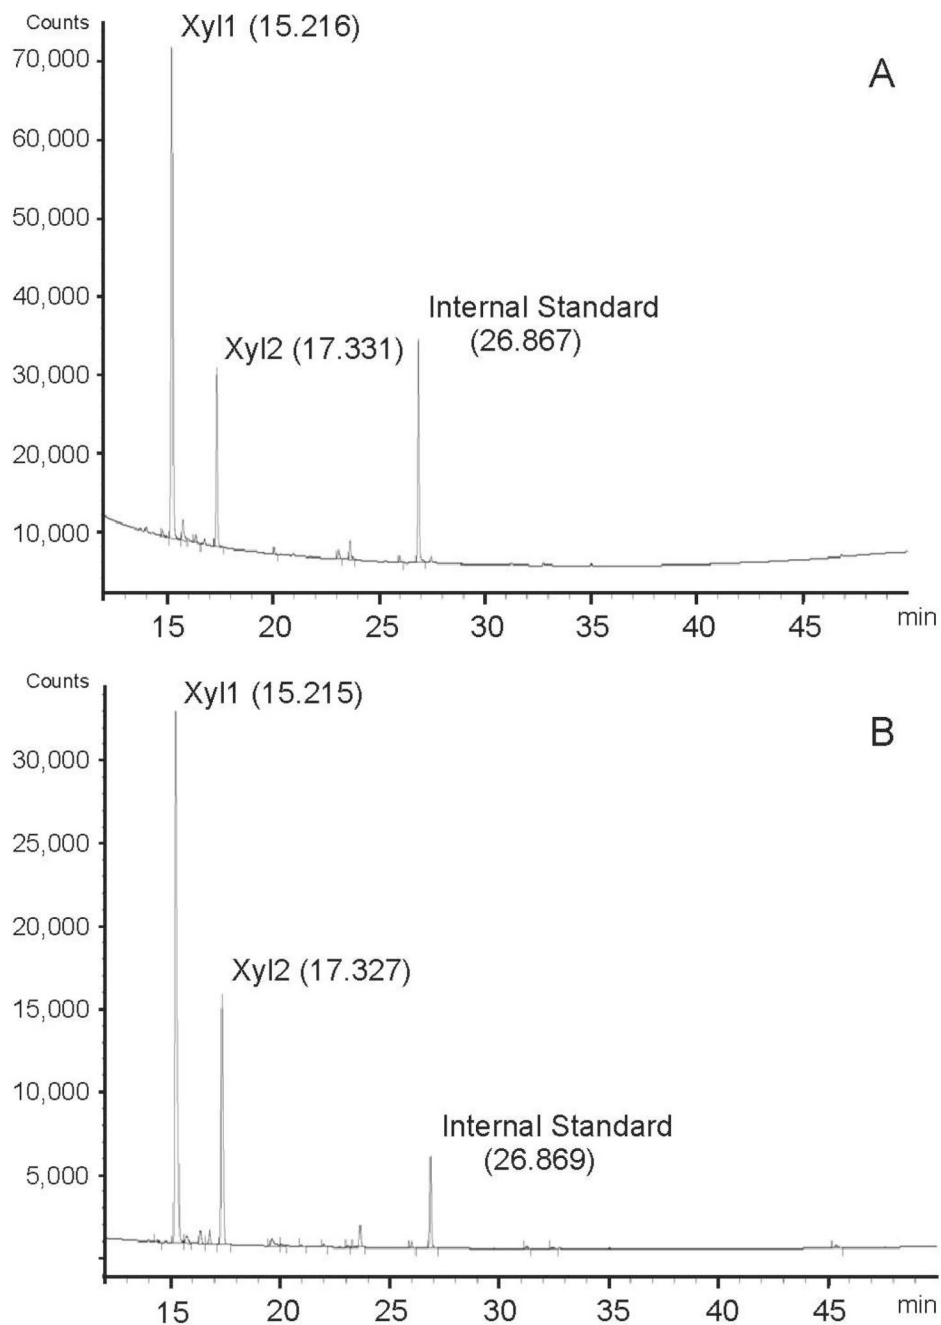 Counts
Xyl1 (15.216)
A
70,000
60,000
50,000
40,000
Internal Standard
(26.867)
Xyl2 (17.331)
30,000
20,000
10,000
15 20 25 30 35 40 45 min
Counts
Xyl1 (15.215)
B
30,000
25,000
20,000
Xyl2 (17.327)
15,000
10,000
Internal Standard
(26.869)
5,000
15 20 25 30 35 40 45 min